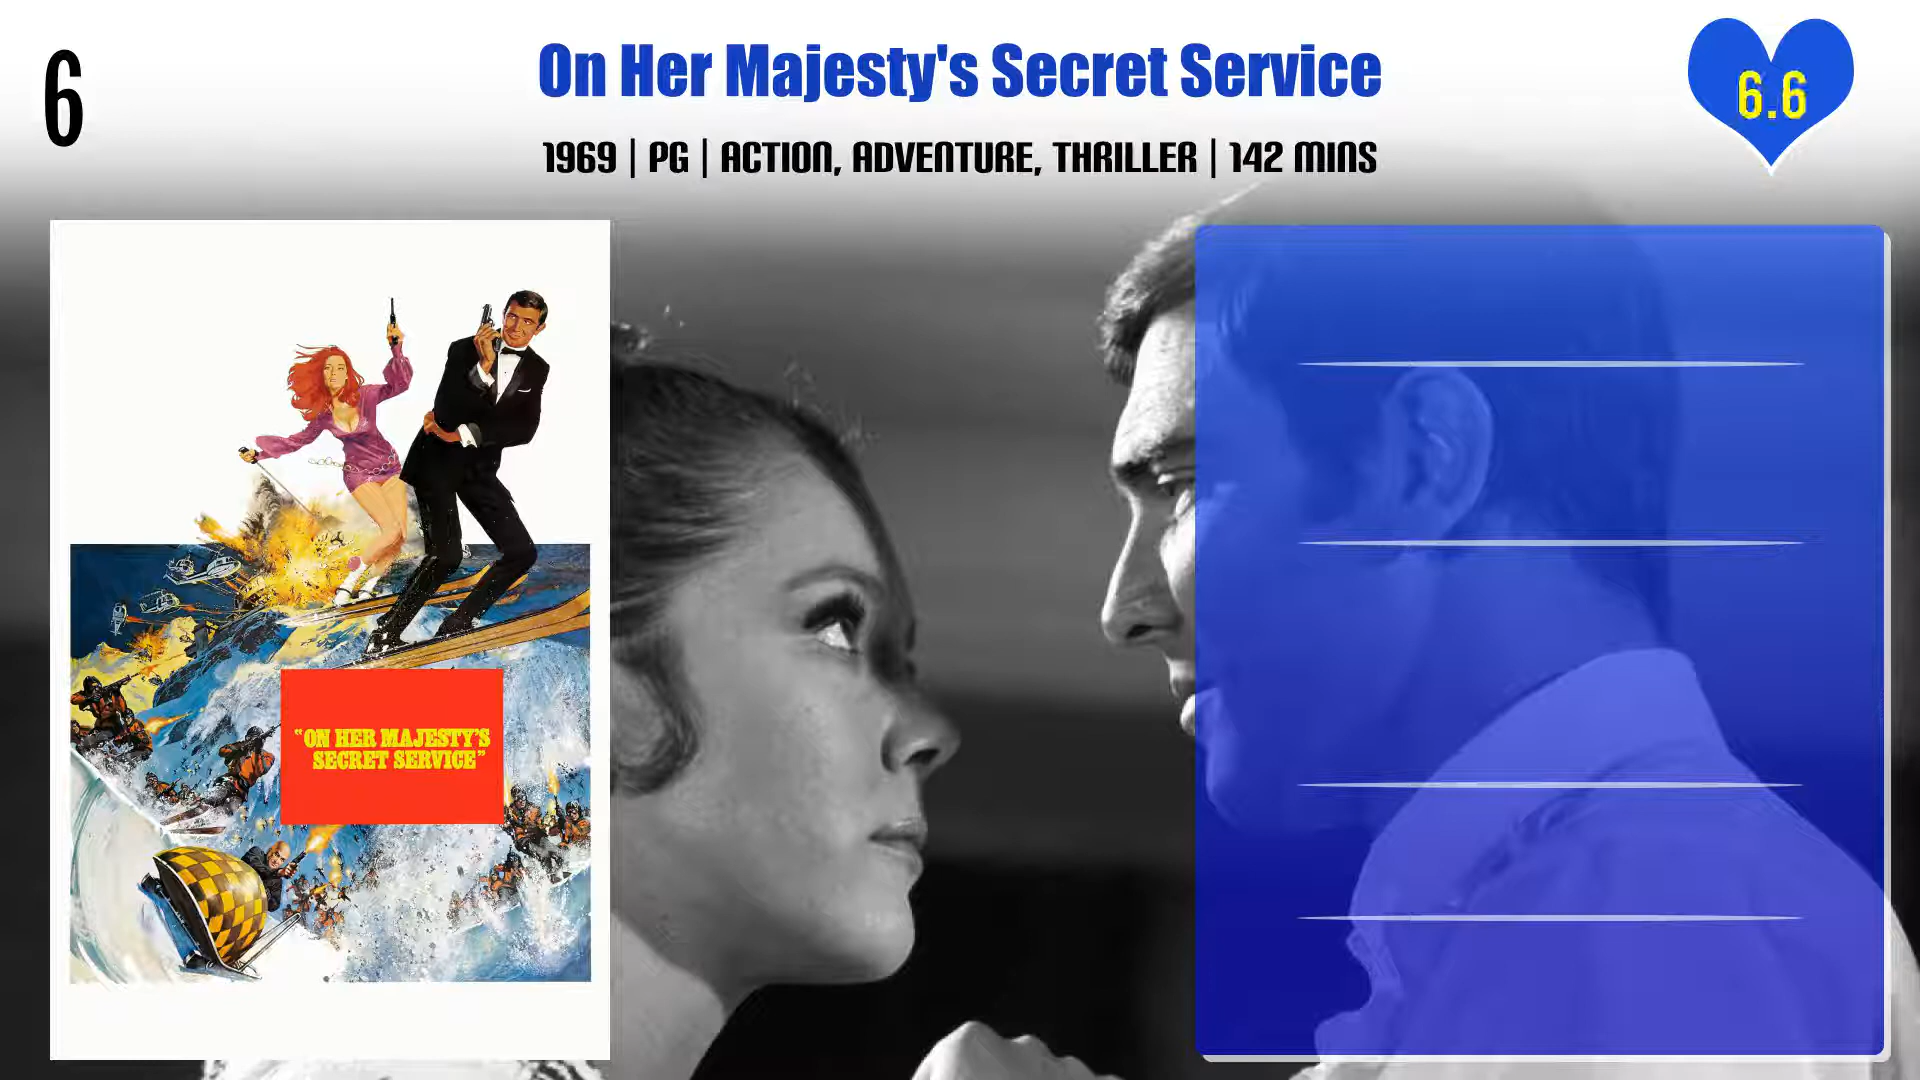 6
On Her Majesty's Secret Service
6.6
1969 | PG | ACTION, ADVENTURE, THRILLER | 142 MINS
"ON HER MAJESTY'S
SECRET SERVICE"